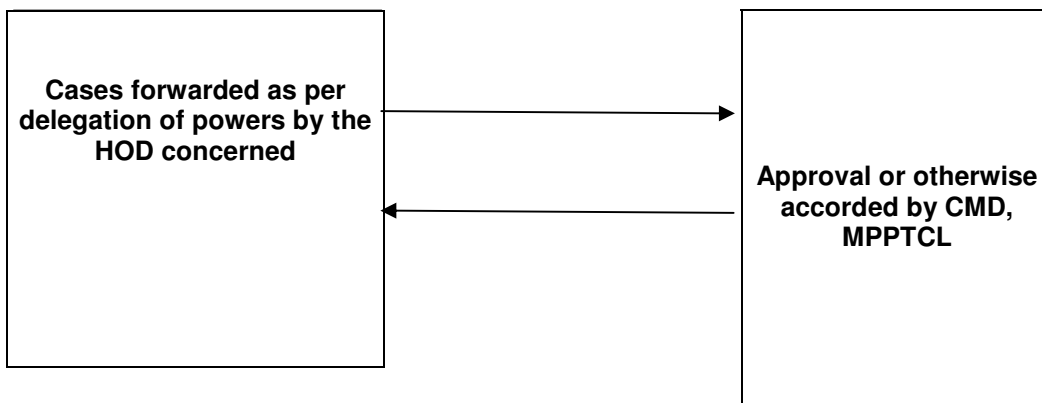 Cases forwarded as per
delegation of powers by the
HOD concerned
Approval or otherwise
accorded by CMD,
MPPTCL